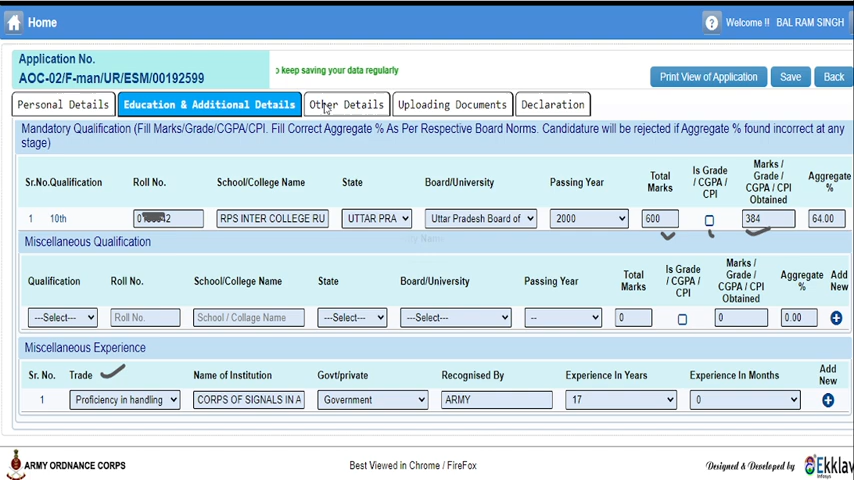 Home
Welcome !! BAL RAM SINGH
Application No.
AOC-02/F-man/UR/ESM/00192599
keep saving your data regularly
Print View of Application Save Back
Personal Details Education & Additional Details Other Details Uploading Documents Declaration
Mandatory Qualification (Fill Marks/Grade/CGPA/CPI. Fill Correct Aggregate % As Per Respective Board Norms. Candidature will be rejected if Aggregate % found incorrect at any
stage)
Sr.No. Qualification Roll No. School/College Name State Board/University Passing Year Total Marks Is Grade / CGPA / CPI Marks / Grade / CGPA / CPI Obtained Aggregate %
1 10th RPS INTER COLLEGE RU UTTAR PRA Uttar Pradesh Board of 2000 600 384 64.00
Miscellaneous Qualification
Qualification Roll No. School/College Name State Board/University Passing Year Total Marks Is Grade / CGPA / CPI Marks / Grade / CGPA / CPI Obtained Aggregate % Add New
---Select--- Roll No. School / College Name ---Select--- ---Select--- -- 0 0 0.00
Miscellaneous Experience
Sr. No. Trade Name of Institution Govt/private Recognised By Experience In Years Experience In Months Add New
1 Proficiency in handling CORPS OF SIGNALS IN A Government ARMY 17 0
ARMY ORDNANCE CORPS Best Viewed in Chrome / FireFox Designed & Developed by Ekklav
Infosys